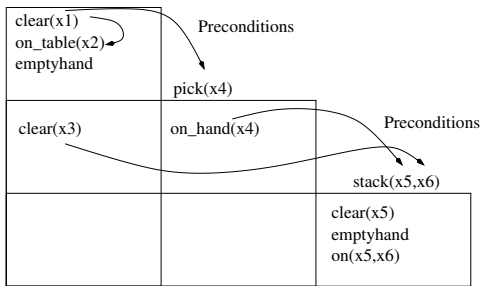 clear(x1)
on_table(x2)
emptyhand
Preconditions
pick(x4)
clear(x3)
on_hand(x4)
Preconditions
stack(x5,x6)
clear(x5)
emptyhand
on(x5,x6)